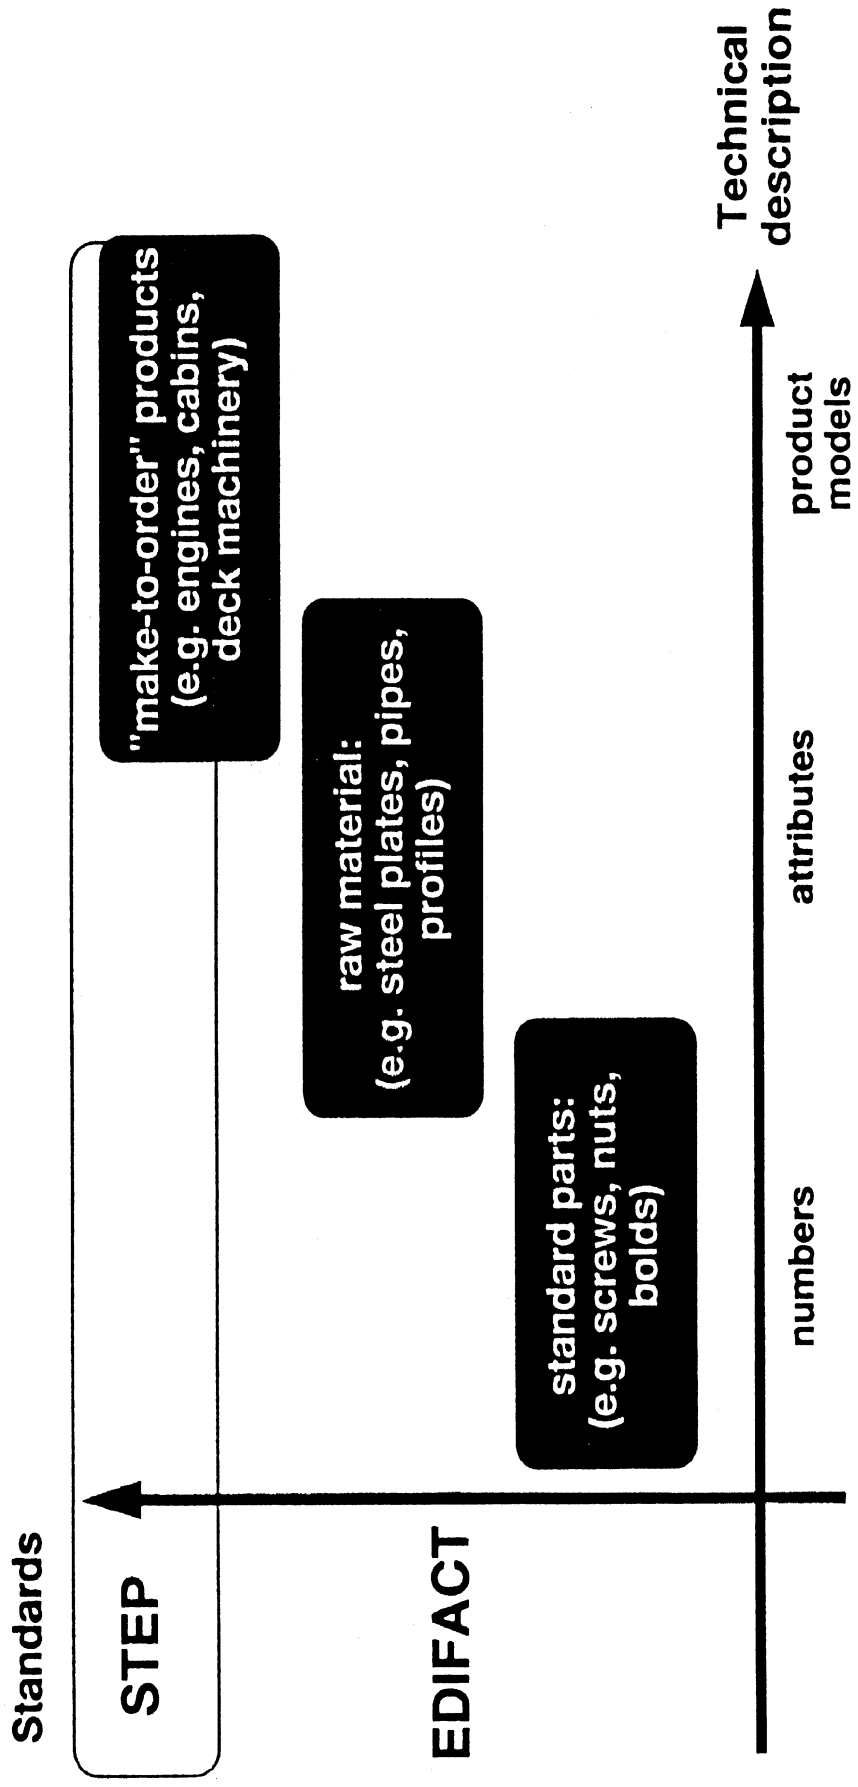 Standards
STEP
"make-to-order" products
(e.g. engines, cabins,
deck machinery)
raw material:
(e.g. steel plates, pipes,
profiles)
EDIFACT
standard parts:
(e.g. screws, nuts,
bolds)
numbers
attributes
product
models
Technical
description